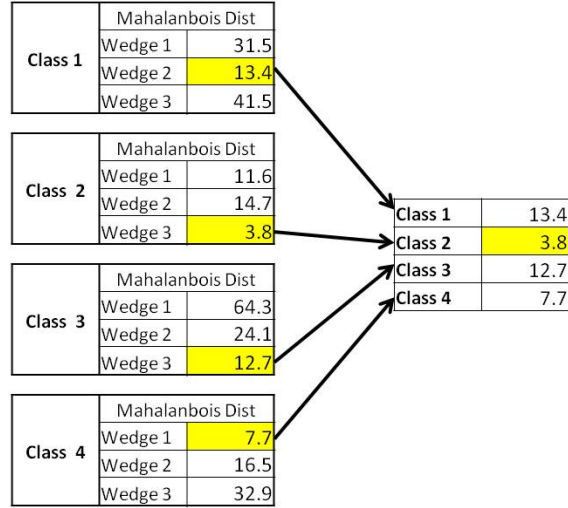 Mahalanbois Dist
Class 1
Wedge 1 31.5
Wedge 2 13.4
Wedge 3 41.5
Mahalanbois Dist
Class 2
Wedge 1 11.6
Wedge 2 14.7
Wedge 3 3.8
Mahalanbois Dist
Class 3
Wedge 1 64.3
Wedge 2 24.1
Wedge 3 12.7
Mahalanbois Dist
Class 4
Wedge 1 7.7
Wedge 2 16.5
Wedge 3 32.9
Class 1 13.4
Class 2 3.8
Class 3 12.7
Class 4 7.7